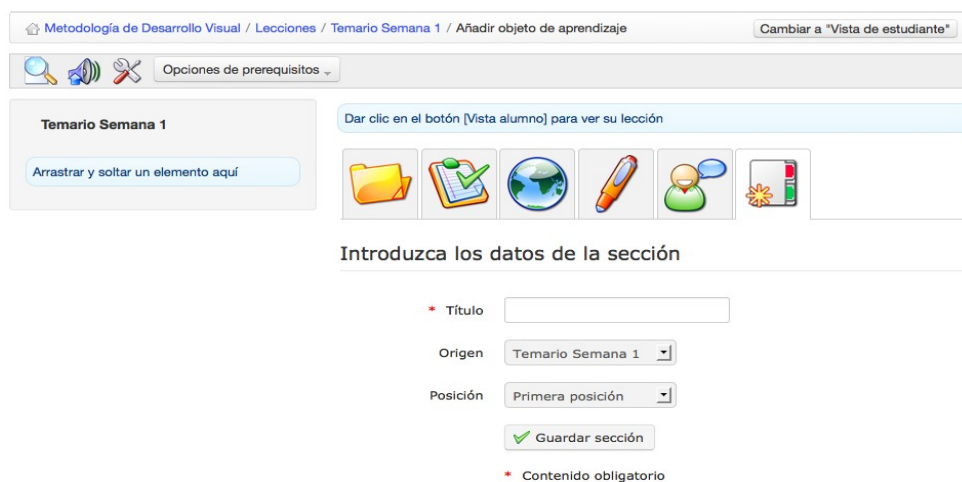 Metodología de Desarrollo Visual / Lecciones / Temario Semana 1 / Añadir objeto de aprendizaje
Cambiar a "Vista de estudiante"
Opciones de prerequisitos
Temario Semana 1
Arrastrar y soltar un elemento aquí
Dar clic en el botón [Vista alumno] para ver su lección
Introduzca los datos de la sección
* Título
Origen Temario Semana 1
Posición Primera posición
Guardar sección
* Contenido obligatorio